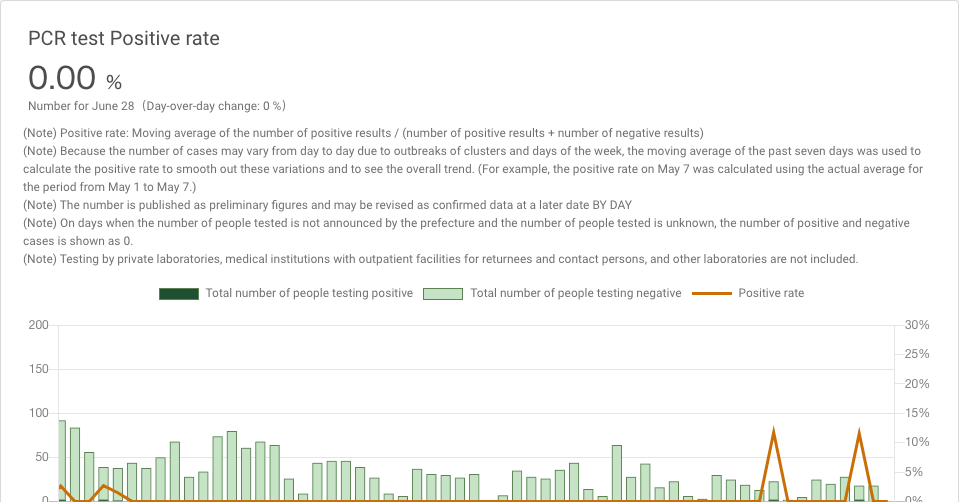 PCR test Positive rate
0.00 %
Number for June 28 (Day-over-day change: 0 %)
(Note) Positive rate: Moving average of the number of positive results / (number of positive results + number of negative results)
(Note) Because the number of cases may vary from day to day due to outbreaks of clusters and days of the week, the moving average of the past seven days was used to
calculate the positive rate to smooth out these variations and to see the overall trend. (For example, the positive rate on May 7 was calculated using the actual average for
the period from May 1 to May 7.)
(Note) The number is published as preliminary figures and may be revised as confirmed data at a later date BY DAY
(Note) On days when the number of people tested is not announced by the prefecture and the number of people tested is unknown, the number of positive and negative
cases is shown as 0.
(Note) Testing by private laboratories, medical institutions with outpatient facilities for returnees and contact persons, and other laboratories are not included.
Total number of people testing positive Total number of people testing negative Positive rate
200 30%
25%
150
20%
100 15%
10%
50
5%
0 0%